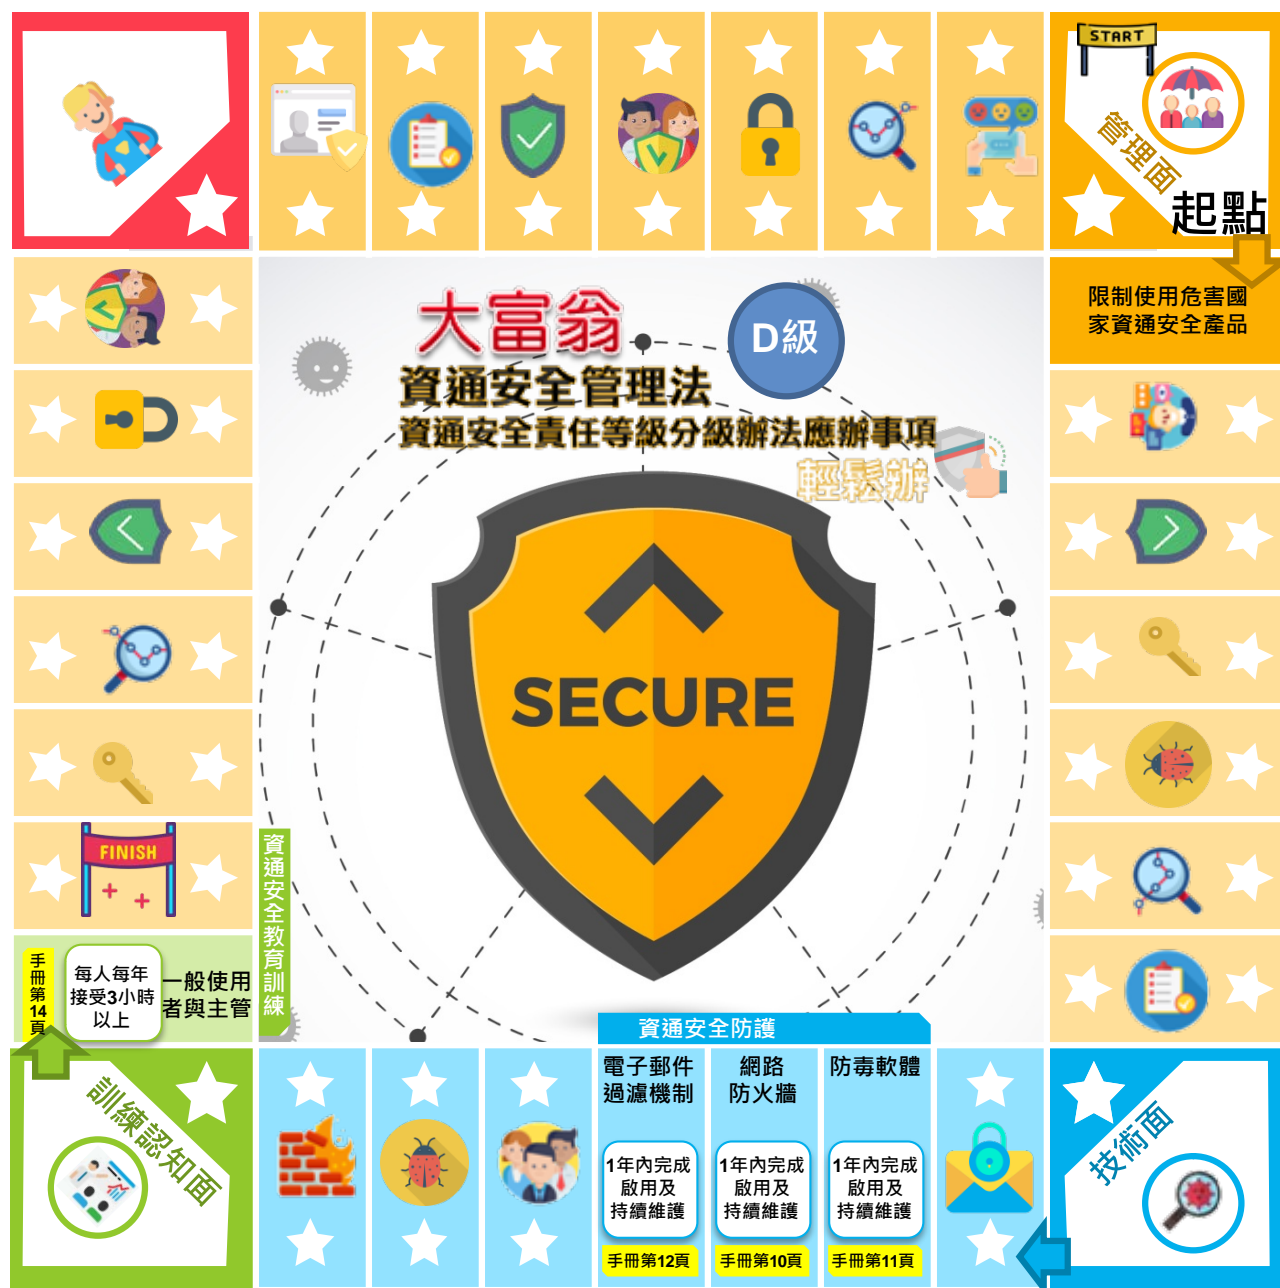 START
管理面
起點
限制使用危害國
家資通安全產品
大富翁
D級
資通安全管理法
資通安全責任等級分級辦法應辦事項
輕鬆辦
SECURE
FINISH
資通安全教育訓練
手冊第14頁
每人每年
接受3小時
以上
一般使用
者與主管
資通安全防護
電子郵件
過濾機制
1年內完成
啟用及
持續維護
手冊第12頁
網路
防火牆
1年內完成
啟用及
持續維護
手冊第10頁
防毒軟體
1年內完成
啟用及
持續維護
手冊第11頁
訓練認知面
技術面